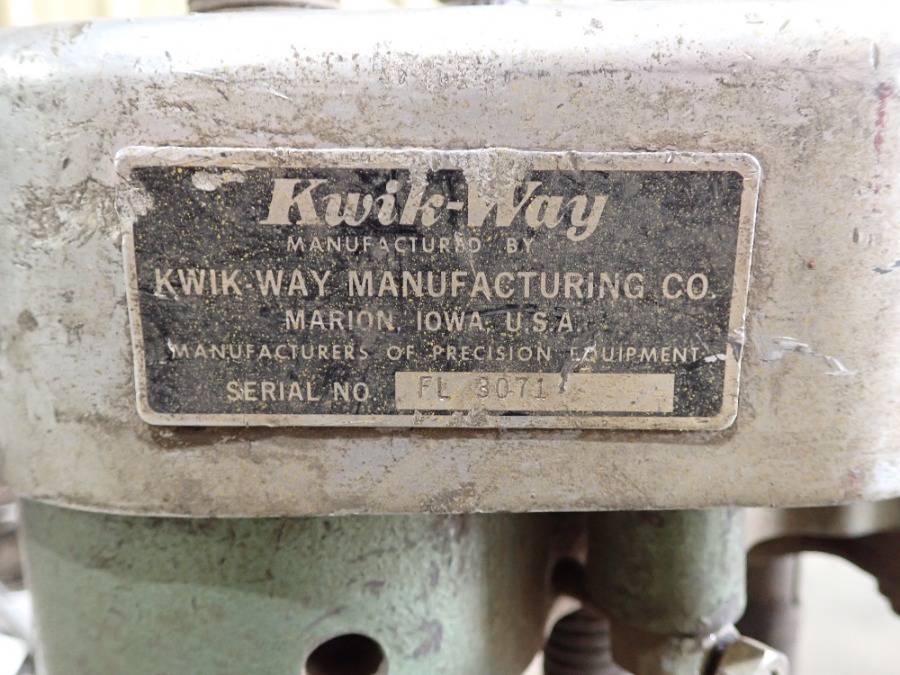 Kwik-Way
MANUFACTURED BY
KWIK-WAY MANUFACTURING CO.
MARION, IOWA, U.S.A.
MANUFACTURERS OF PRECISION EQUIPMENT
SERIAL NO. FL 3071